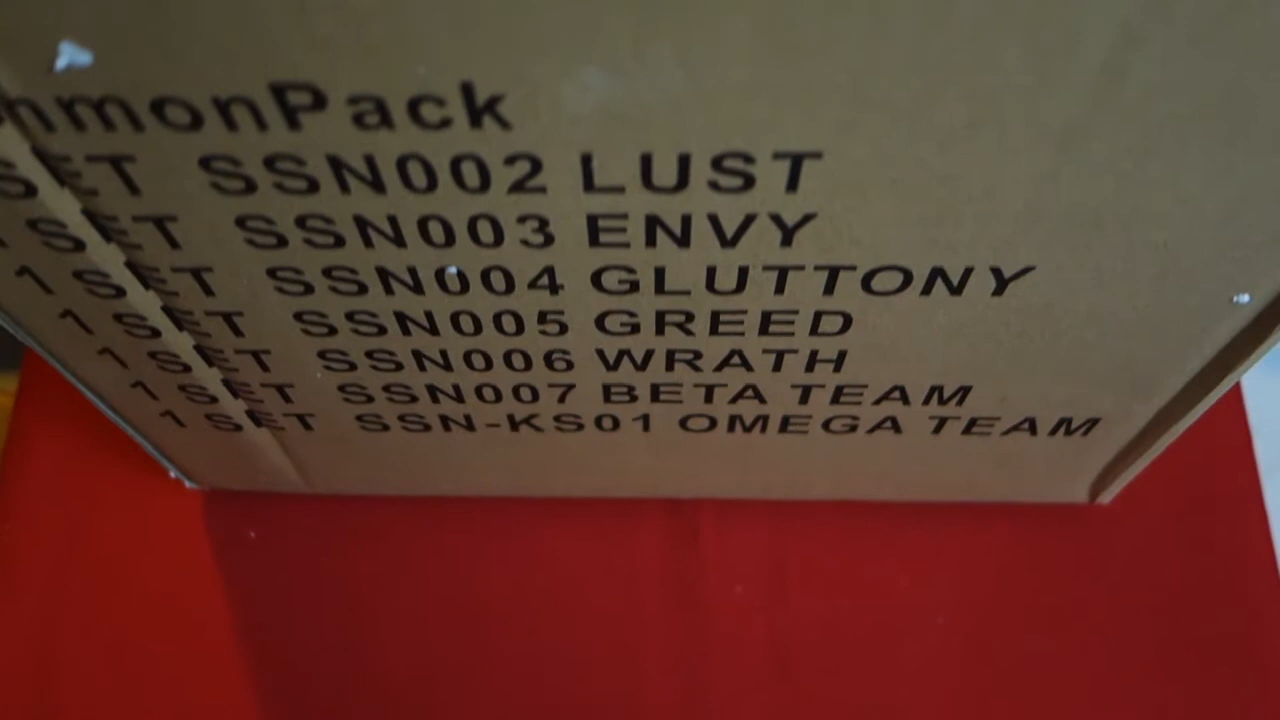 mmonPack
SET SSN002 LUST
SET SSN003 ENVY
1 SET SSN004 GLUTTONY
1 SET SSN005 GREED
1 SET SSN006 WRATH
1 SET SSN007 BETA TEAM
1 SET SSN-KS01 OMEGA TEAM